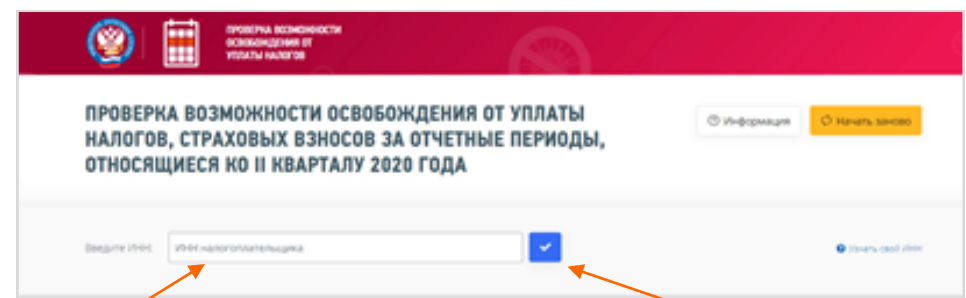 ПРОВЕРКА ВОЗМОЖНОСТИ
ОСВОБОЖДЕНИЯ ОТ
УПЛАТЫ НАЛОГОВ
ПРОВЕРКА ВОЗМОЖНОСТИ ОСВОБОЖДЕНИЯ ОТ УПЛАТЫ
НАЛОГОВ, СТРАХОВЫХ ВЗНОСОВ ЗА ОТЧЕТНЫЕ ПЕРИОДЫ,
ОТНОСЯЩИЕСЯ КО II КВАРТАЛУ 2020 ГОДА
Информация
Начать заново
Введите ИНН:
ИНН налогоплательщика
Узнать свой ИНН